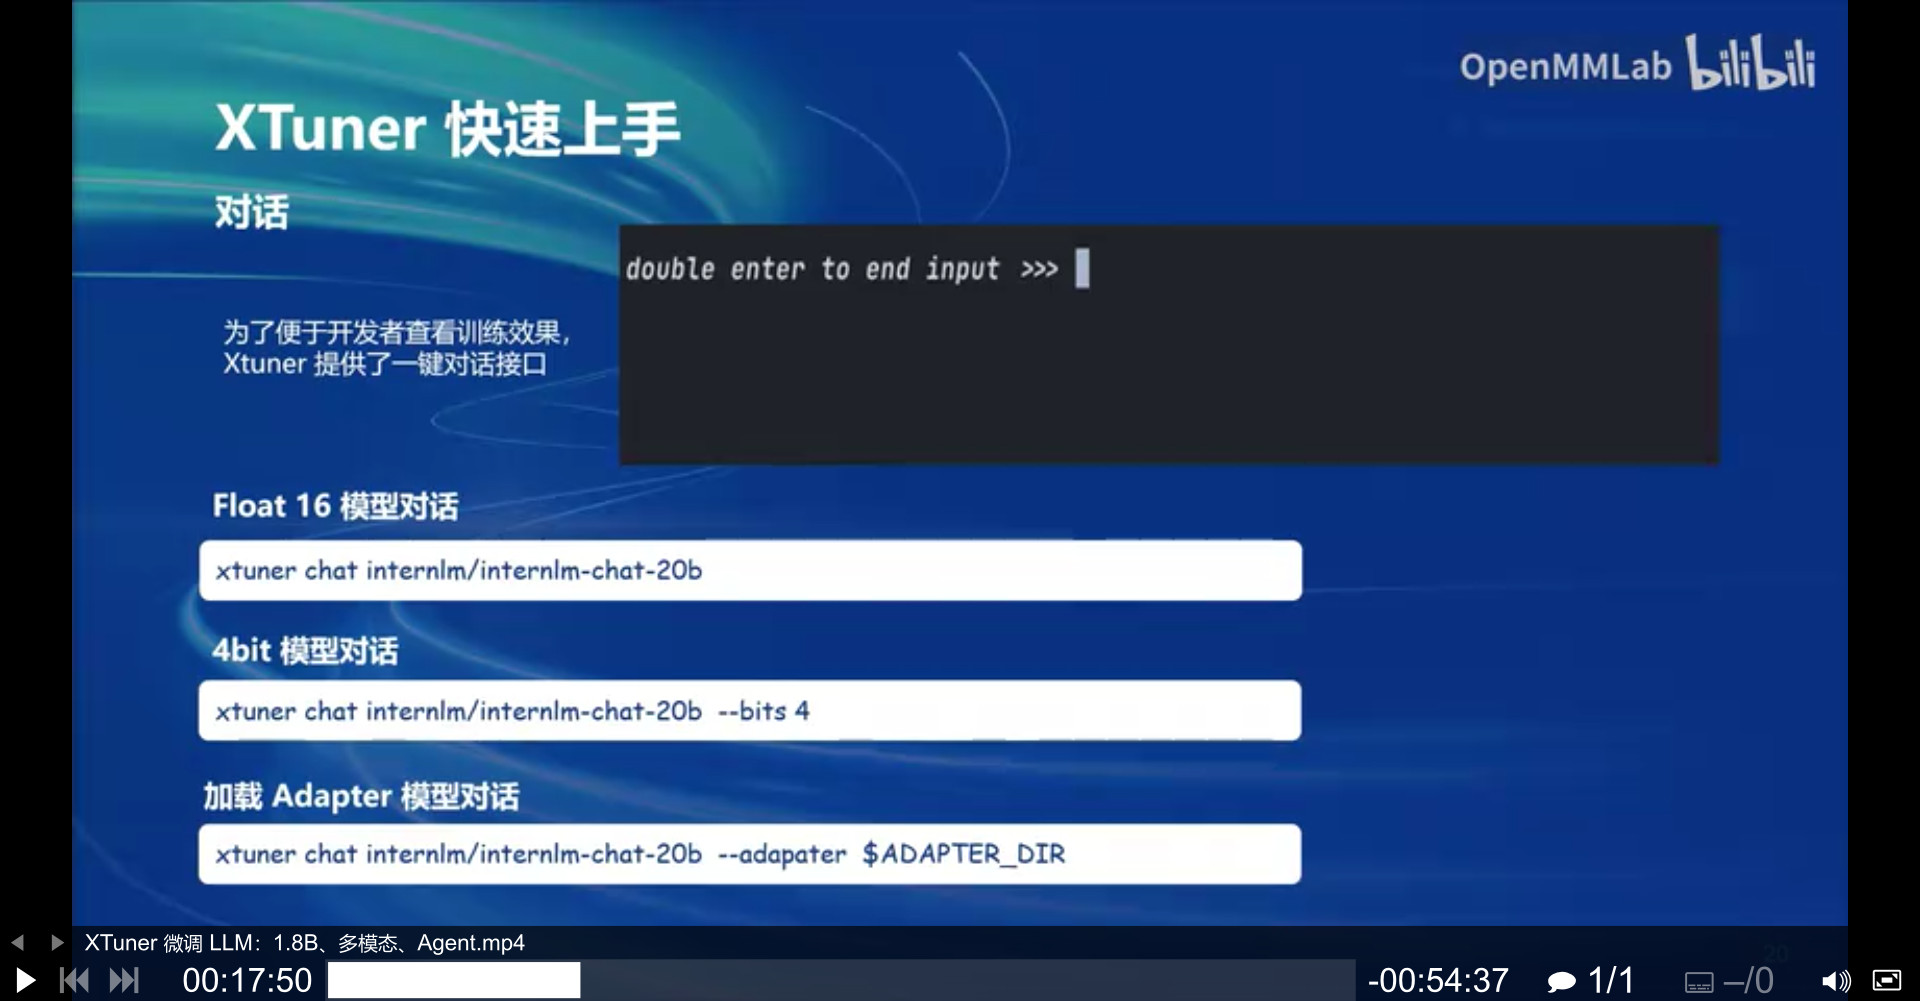 OpenMMLab bilibili
XTuner 快速上手
对话
double enter to end input >>>
为了便于开发者查看训练效果，
Xtuner 提供了一键对话接口
Float 16 模型对话
xtuner chat internlm/internlm-chat-20b
4bit 模型对话
xtuner chat internlm/internlm-chat-20b --bits 4
加载 Adapter 模型对话
xtuner chat internlm/internlm-chat-20b --adapater $ADAPTER_DIR
20
XTuner 微调 LLM：1.8B、多模态、Agent.mp4
00:17:50 -00:54:37 1/1 –/0